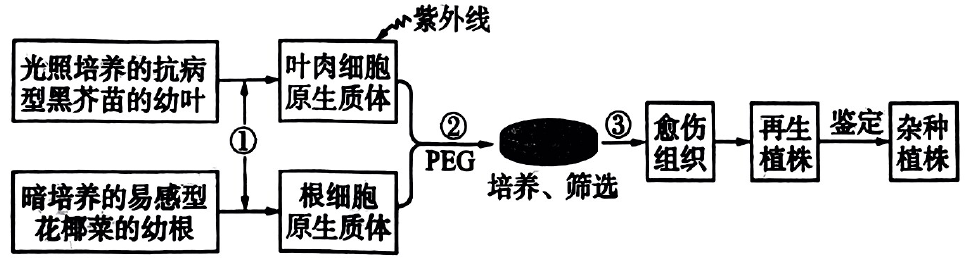 紫外线
光照培养的抗病
型黑芥苗的幼叶
叶肉细胞
原生质体
①
②
PEG
培养、筛选
③
愈伤
组织
再生
植株
鉴定
杂种
植株
暗培养的易感型
花椰菜的幼根
根细胞
原生质体